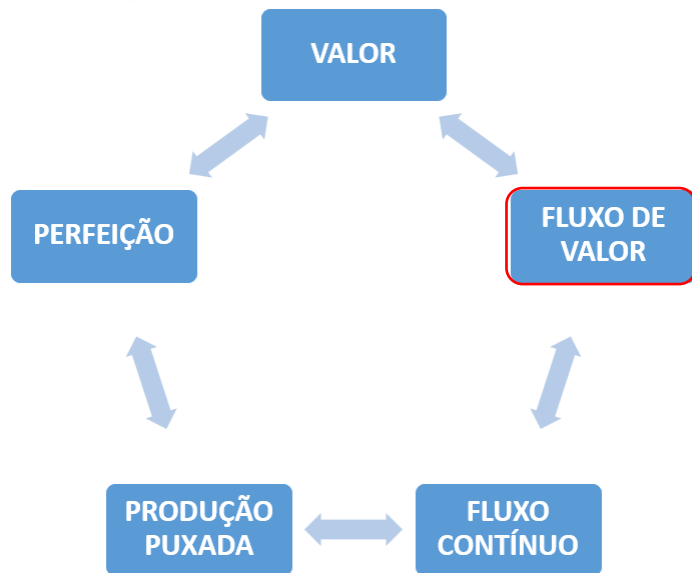 VALOR
FLUXO DE
VALOR
FLUXO
CONTÍNUO
PRODUÇÃO
PUXADA
PERFEIÇÃO